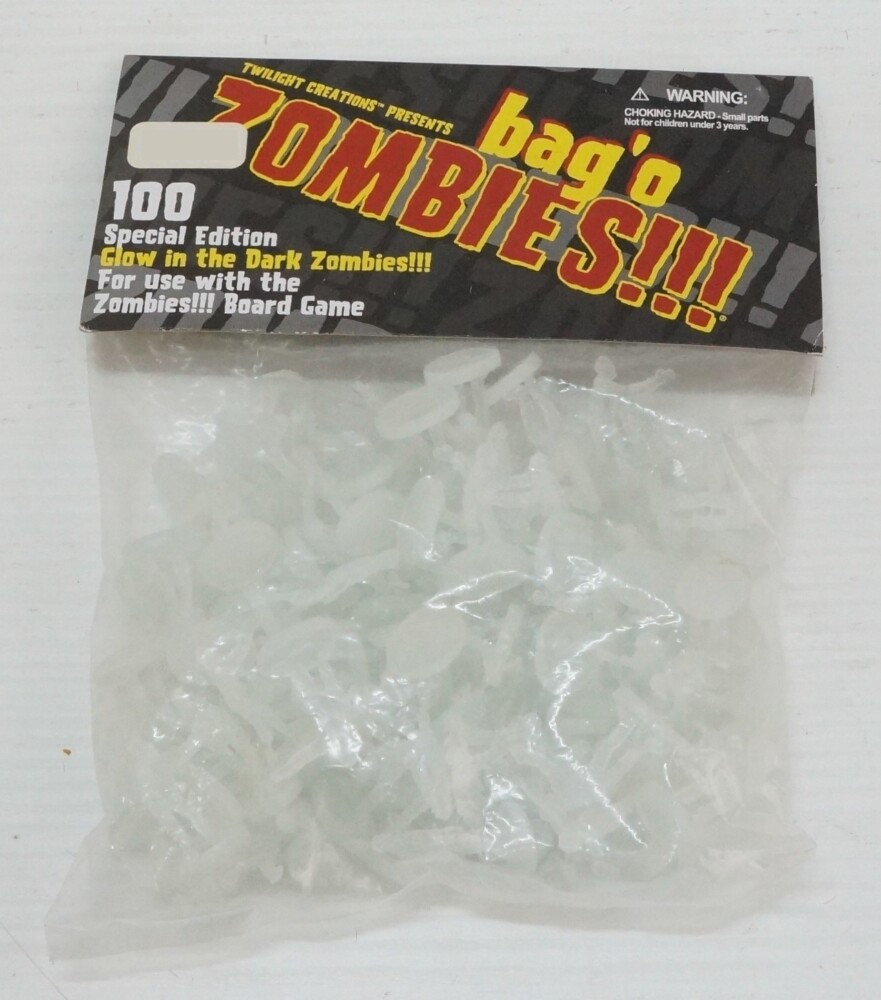 TWILIGHT CREATIONS™ PRESENTS
bag'o
ZOMBIES!!!®
⚠ WARNING:
CHOKING HAZARD - Small parts
Not for children under 3 years.
100
Special Edition
Glow in the Dark Zombies!!!
For use with the
Zombies!!! Board Game